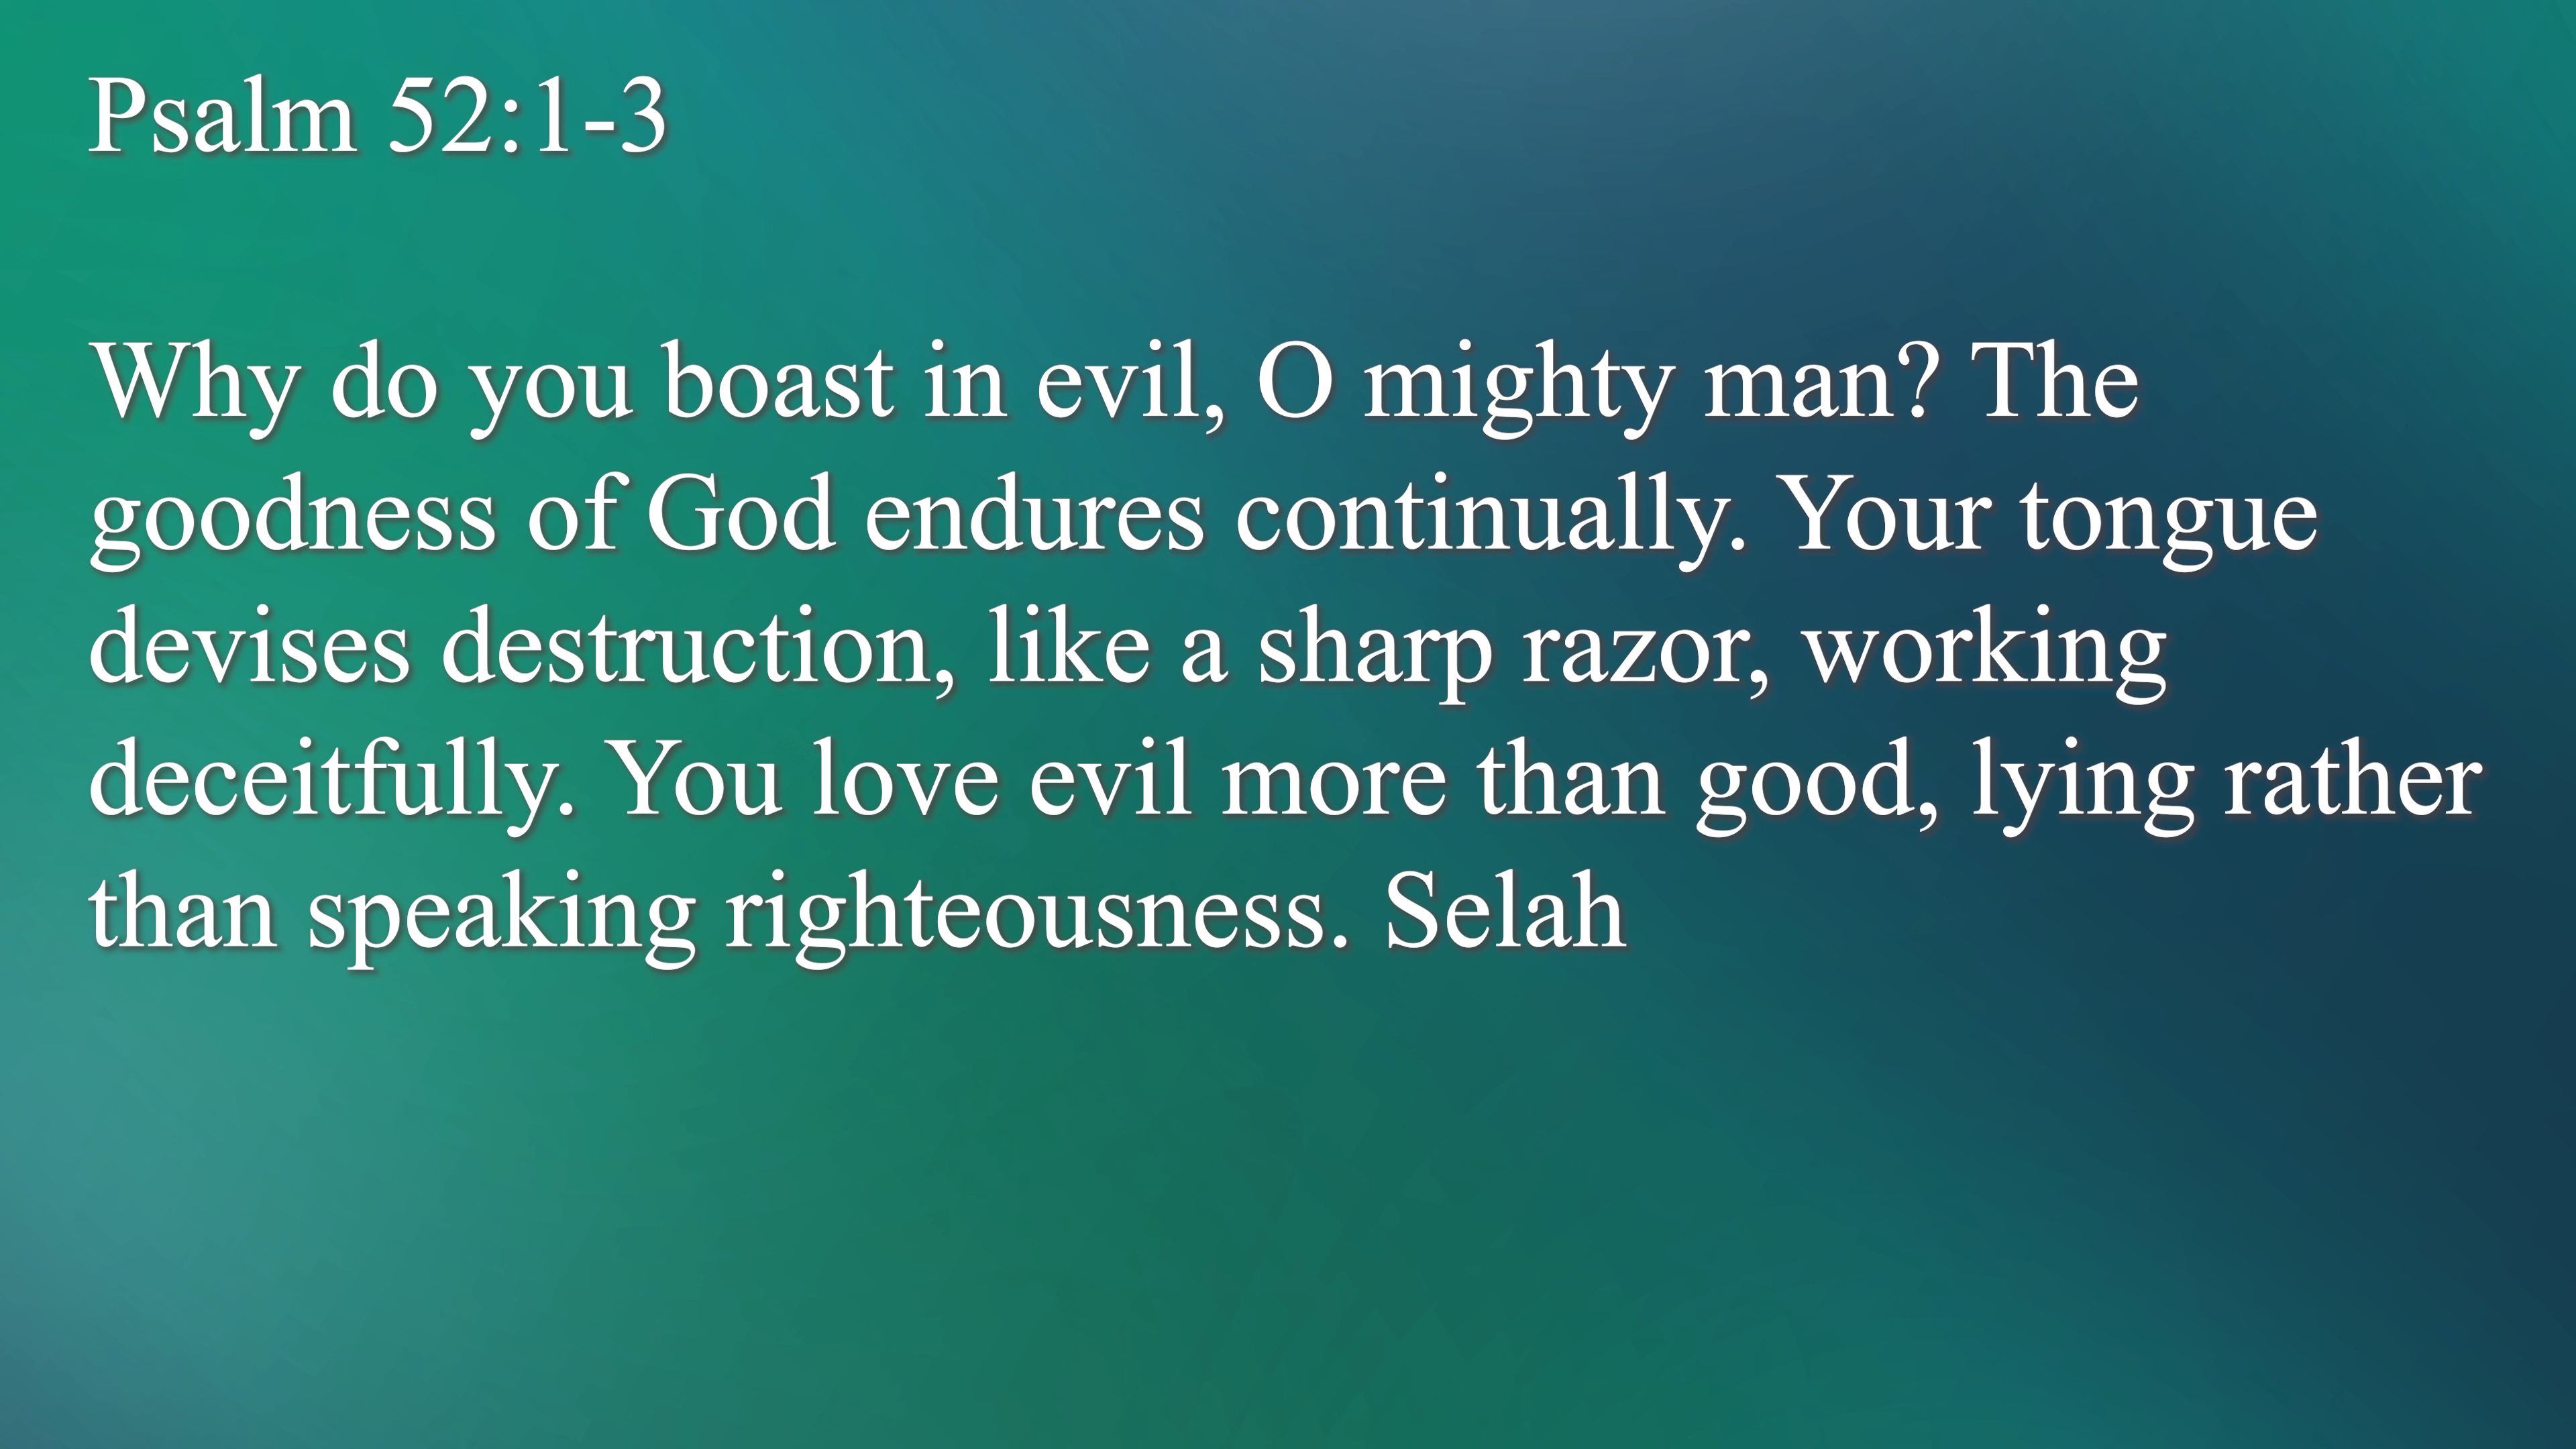 Psalm 52:1-3
Why do you boast in evil, O mighty man? The
goodness of God endures continually. Your tongue
devises destruction, like a sharp razor, working
deceitfully. You love evil more than good, lying rather
than speaking righteousness. Selah